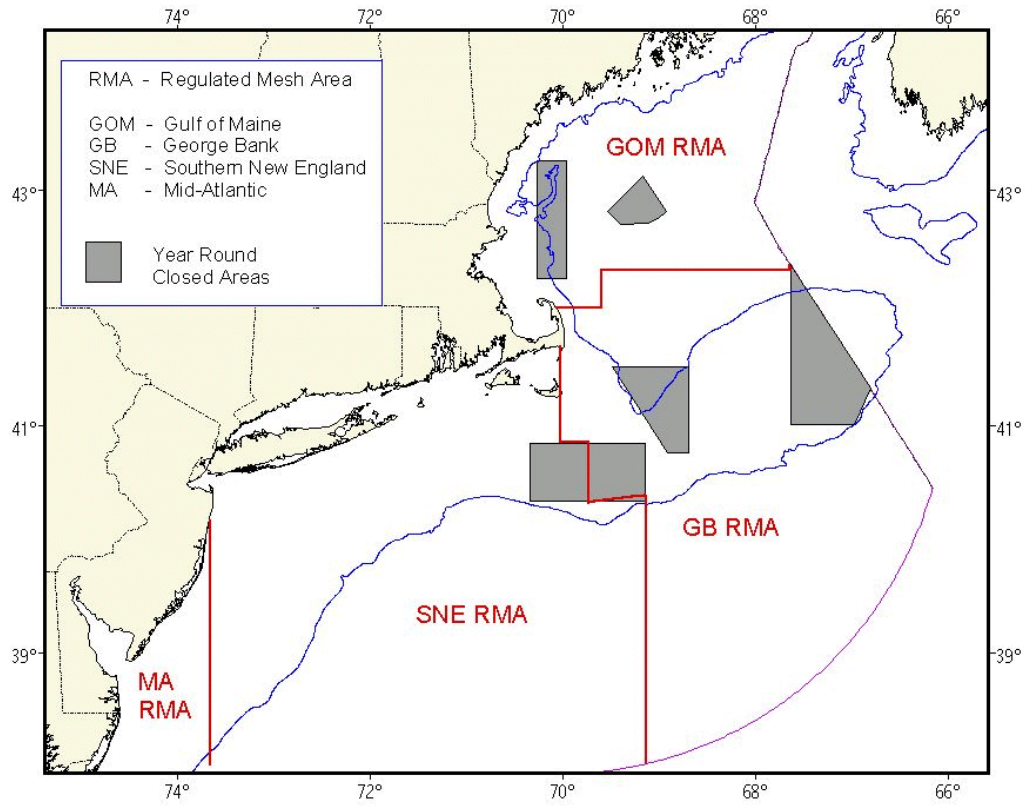 74° 72° 70° 68° 66°
RMA - Regulated Mesh Area
GOM - Gulf of Maine
GB - George Bank
SNE - Southern New England
MA - Mid-Atlantic
Year Round
Closed Areas
GOM RMA
43° 43°
41° 41°
GB RMA
SNE RMA
39° 39°
MA
RMA
74° 72° 70° 68° 66°